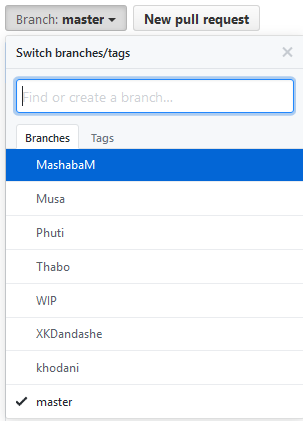 Branch: master
New pull request
Switch branches/tags
Find or create a branch...
Branches
Tags
MashabaM
Musa
Phuti
Thabo
WIP
XKDandashe
khodani
master